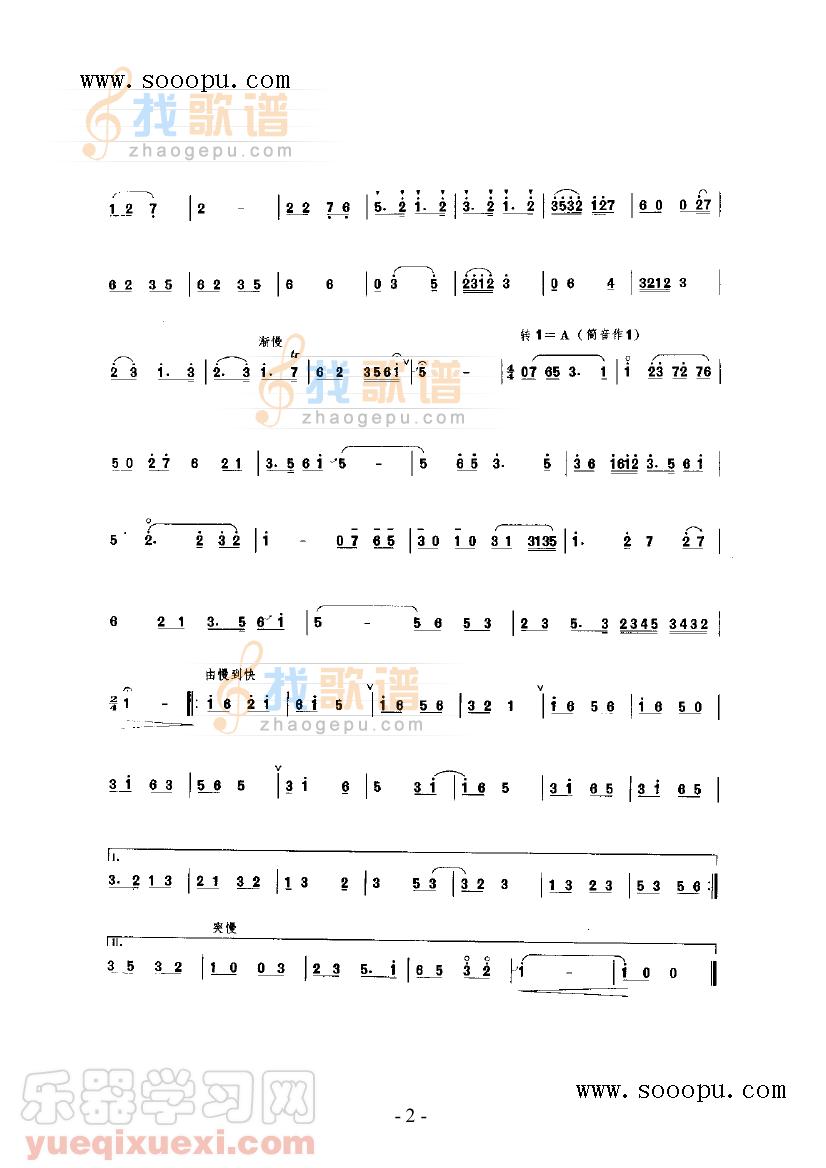 www.sooopu.com
找歌谱
zhaogepu.com
1 2 7 | 2 - | 2 2 7 6 | 5. 2 1. 2 | 3. 2 1. 2 | 3532 127 | 6 0 0 27 |
6 2 3 5 | 6 2 3 5 | 6 6 | 0 3 5 | 2312 3 | 0 6 4 | 3212 3 |
渐慢 tr 转1=A(筒音作1)
2 3 1. 3 | 2. 3 1. 7 | 6 2 3561 | 5 - | 4/4 07 65 3. 1 | 1 23 72 76 |
找歌谱
zhaogepu.com
5 0 2 7 6 2 1 | 3. 5 6 1 5 - | 5 6 5 3. 5 | 3 6 1612 3. 5 6 1 |
5 2. 2 3 2 | 1 - 0 7 6 5 | 3 0 1 0 3 1 3135 | 1. 2 7 2 7 |
6 2 1 3. 5 6 1 | 5 - 5 6 5 3 | 2 3 5. 3 2345 3432 |
由慢到快
2/4 1 - |: 1 6 2 1 | 6 1 5 | 1 6 5 6 | 3 2 1 | 1 6 5 6 | 1 6 5 0 |
找歌谱
zhaogepu.com
3 1 6 3 | 5 6 5 | 3 1 6 | 5 3 1 | 1 6 5 | 3 1 6 5 | 3 1 6 5 |
I.
3. 2 1 3 | 2 1 3 2 | 1 3 2 | 3 5 3 | 3 2 3 | 1 3 2 3 | 5 3 5 6 :|
突慢
II.
3 5 3 2 | 1 0 0 3 | 2 3 5. 1 | 6 5 3 2 | 1 - | 1 0 0 ||
乐器学习网
yueqixuexi.com
www.sooopu.com
- 2 -